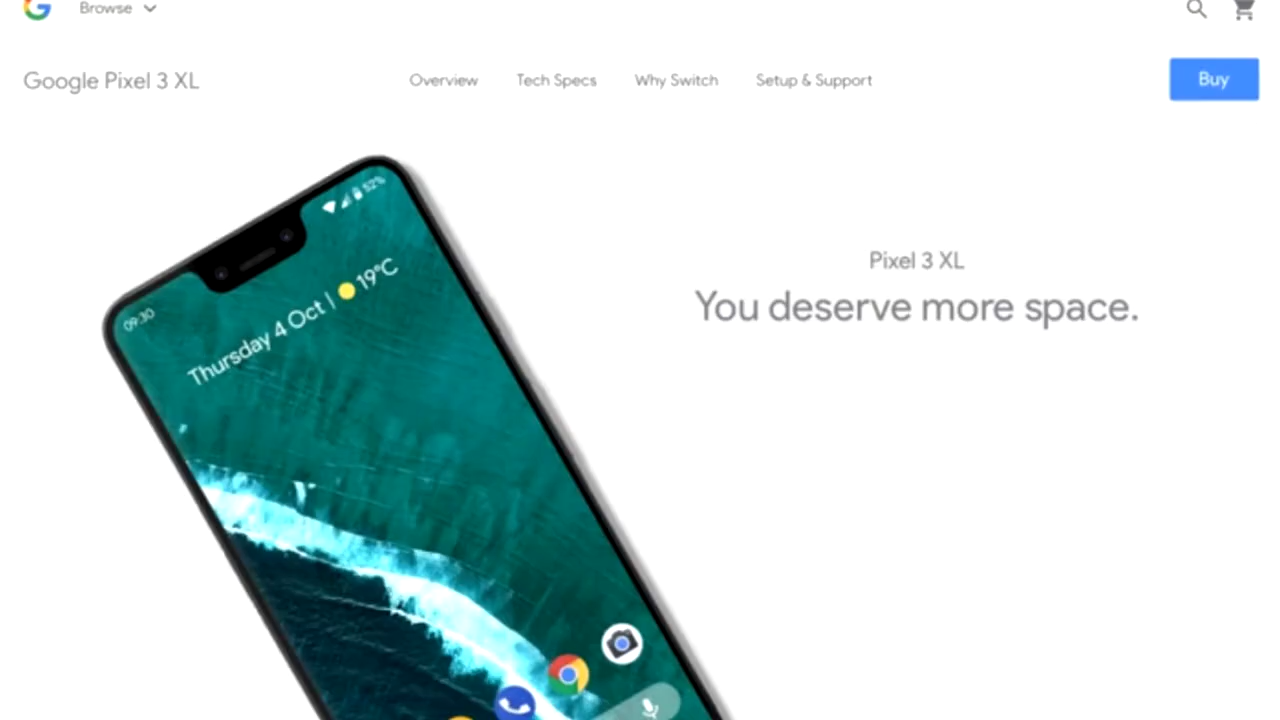 Browse
Google Pixel 3 XL
Overview
Tech Specs
Why Switch
Setup & Support
Buy
52%
09:30
Thursday 4 Oct | 19°C
Pixel 3 XL
You deserve more space.